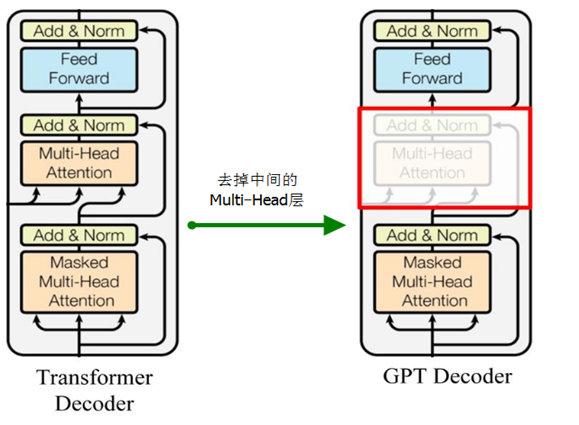 Add & Norm
Feed
Forward
Add & Norm
Multi-Head
Attention
Add & Norm
Masked
Multi-Head
Attention
Transformer
Decoder
去掉中间的
Multi-Head层
Add & Norm
Feed
Forward
Add & Norm
Multi-Head
Attention
Add & Norm
Masked
Multi-Head
Attention
GPT Decoder